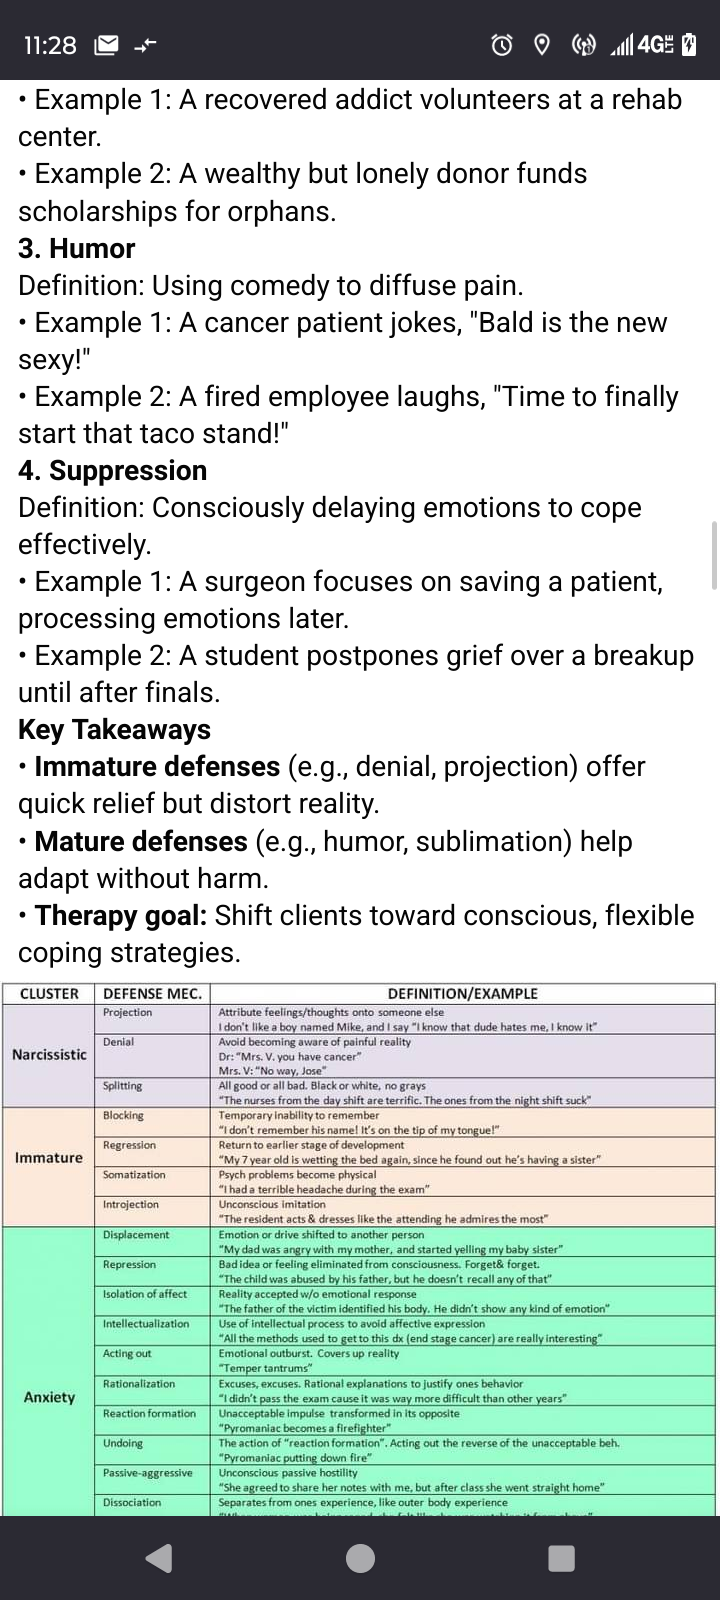 11:28 4G LTE
• Example 1: A recovered addict volunteers at a rehab
center.
• Example 2: A wealthy but lonely donor funds
scholarships for orphans.
3. Humor
Definition: Using comedy to diffuse pain.
• Example 1: A cancer patient jokes, "Bald is the new
sexy!"
• Example 2: A fired employee laughs, "Time to finally
start that taco stand!"
4. Suppression
Definition: Consciously delaying emotions to cope
effectively.
• Example 1: A surgeon focuses on saving a patient,
processing emotions later.
• Example 2: A student postpones grief over a breakup
until after finals.
Key Takeaways
• Immature defenses (e.g., denial, projection) offer
quick relief but distort reality.
• Mature defenses (e.g., humor, sublimation) help
adapt without harm.
• Therapy goal: Shift clients toward conscious, flexible
coping strategies.
CLUSTER DEFENSE MEC. DEFINITION/EXAMPLE
Narcissistic
Projection Attribute feelings/thoughts onto someone else
I don't like a boy named Mike, and I say "I know that dude hates me, I know it"
Denial Avoid becoming aware of painful reality
Dr: "Mrs. V. you have cancer"
Mrs. V: "No way, Jose"
Splitting All good or all bad. Black or white, no grays
"The nurses from the day shift are terrific. The ones from the night shift suck"
Immature
Blocking Temporary inability to remember
"I don't remember his name! It's on the tip of my tongue!"
Regression Return to earlier stage of development
"My 7 year old is wetting the bed again, since he found out he's having a sister"
Somatization Psych problems become physical
"I had a terrible headache during the exam"
Introjection Unconscious imitation
"The resident acts & dresses like the attending he admires the most"
Anxiety
Displacement Emotion or drive shifted to another person
"My dad was angry with my mother, and started yelling my baby sister"
Repression Bad idea or feeling eliminated from consciousness. Forget& forget.
"The child was abused by his father, but he doesn't recall any of that"
Isolation of affect Reality accepted w/o emotional response
"The father of the victim identified his body. He didn't show any kind of emotion"
Intellectualization Use of intellectual process to avoid affective expression
"All the methods used to get to this dx (end stage cancer) are really interesting"
Acting out Emotional outburst. Covers up reality
"Temper tantrums"
Rationalization Excuses, excuses. Rational explanations to justify ones behavior
"I didn't pass the exam cause it was way more difficult than other years"
Reaction formation Unacceptable impulse transformed in its opposite
"Pyromaniac becomes a firefighter"
Undoing The action of "reaction formation". Acting out the reverse of the unacceptable beh.
"Pyromaniac putting down fire"
Passive-aggressive Unconscious passive hostility
"She agreed to share her notes with me, but after class she went straight home"
Dissociation Separates from ones experience, like outer body experience